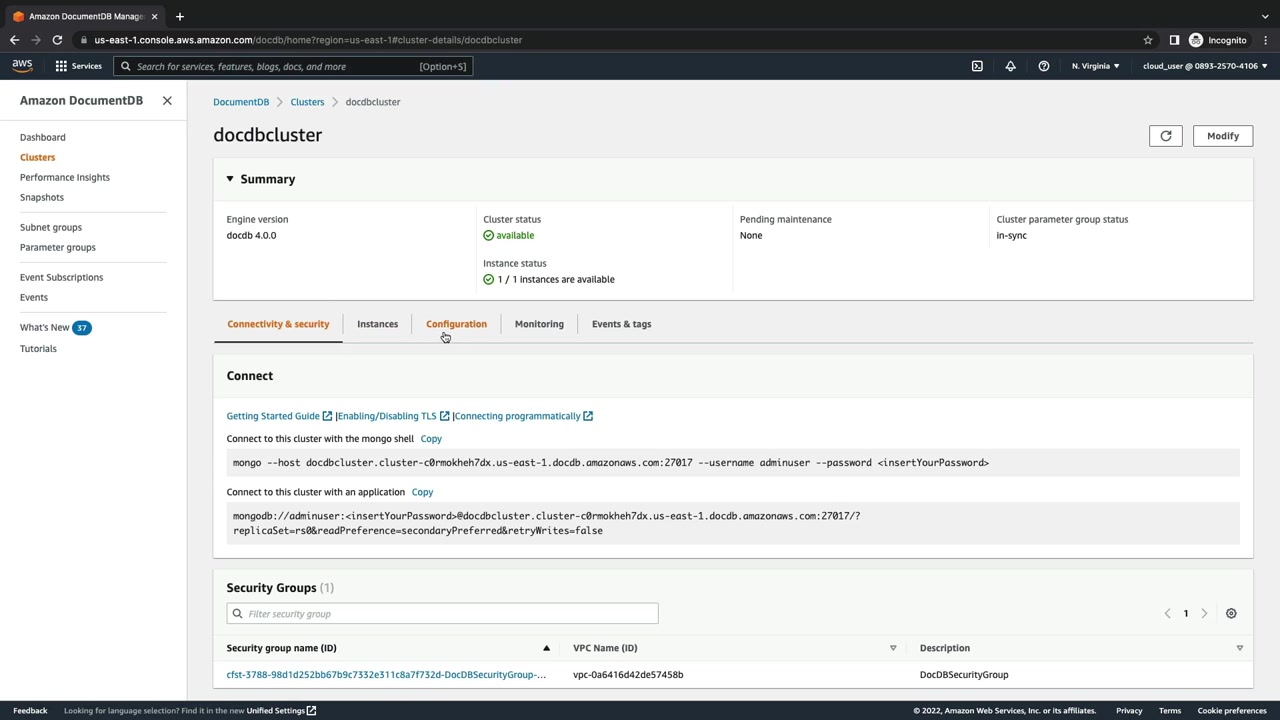 Amazon DocumentDB Manage
us-east-1.console.aws.amazon.com/docdb/home?region=us-east-1#cluster-details/docdbcluster
Incognito
aws
Services
Search for services, features, blogs, docs, and more
[Option+S]
N. Virginia
cloud_user @ 0893-2570-4106
Amazon DocumentDB
Dashboard
Clusters
Performance Insights
Snapshots
Subnet groups
Parameter groups
Event Subscriptions
Events
What's New 37
Tutorials
DocumentDB > Clusters > docdbcluster
docdbcluster
Modify
Summary
Engine version
docdb 4.0.0
Cluster status
available
Instance status
1 / 1 instances are available
Pending maintenance
None
Cluster parameter group status
in-sync
Connectivity & security
Instances
Configuration
Monitoring
Events & tags
Connect
Getting Started Guide |Enabling/Disabling TLS |Connecting programmatically
Connect to this cluster with the mongo shell Copy
mongo --host docdbcluster.cluster-c0rmokheh7dx.us-east-1.docdb.amazonaws.com:27017 --username adminuser --password <insertYourPassword>
Connect to this cluster with an application Copy
mongodb://adminuser:<insertYourPassword>@docdbcluster.cluster-c0rmokheh7dx.us-east-1.docdb.amazonaws.com:27017/?
replicaSet=rs0&readPreference=secondaryPreferred&retryWrites=false
Security Groups (1)
Filter security group
1
Security group name (ID)
VPC Name (ID)
Description
cfst-3788-98d1d252bb67b9c7332e311c8a7f732d-DocDBSecurityGroup-...
vpc-0a6416d42de57458b
DocDBSecurityGroup
Feedback
Looking for language selection? Find it in the new Unified Settings
© 2022, Amazon Web Services, Inc. or its affiliates.
Privacy
Terms
Cookie preferences